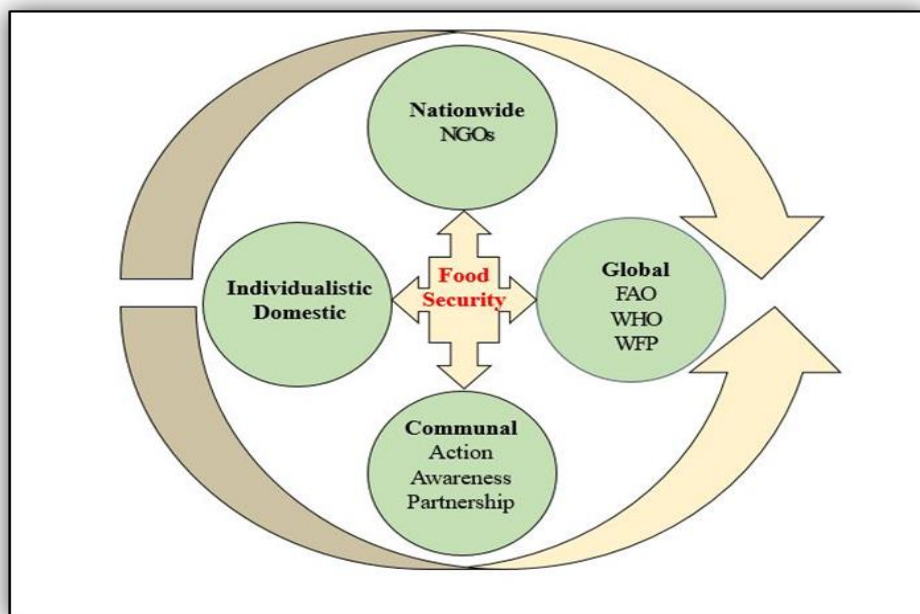 Nationwide
NGOs
Individualistic
Domestic
Food
Security
Global
FAO
WHO
WFP
Communal
Action
Awareness
Partnership